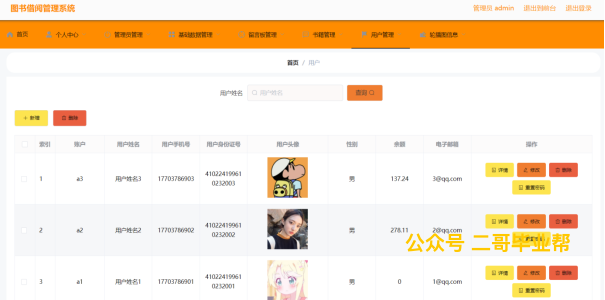 图书借阅管理系统
管理员 admin 退出到前台 退出登录
首页 个人中心 管理员管理 基础数据管理 留言板管理 书籍管理 用户管理 轮播图信息
首页 / 用户
用户姓名 用户姓名 查询
+ 新增 删除
索引 账户 用户姓名 用户手机号 用户身份证号 用户头像 性别 余额 电子邮箱 操作
1 a3 用户姓名3 17703786903 410224199610232003 男 137.24 3@qq.com 详情 修改 删除
重置密码
2 a2 用户姓名2 17703786902 410224199610232002 男 278.11 2@qq.com 详情 修改 删除
公众号 二哥毕业帮
3 a1 用户姓名1 17703786901 410224199610232001 男 0 1@qq.com 详情 修改 删除
重置密码